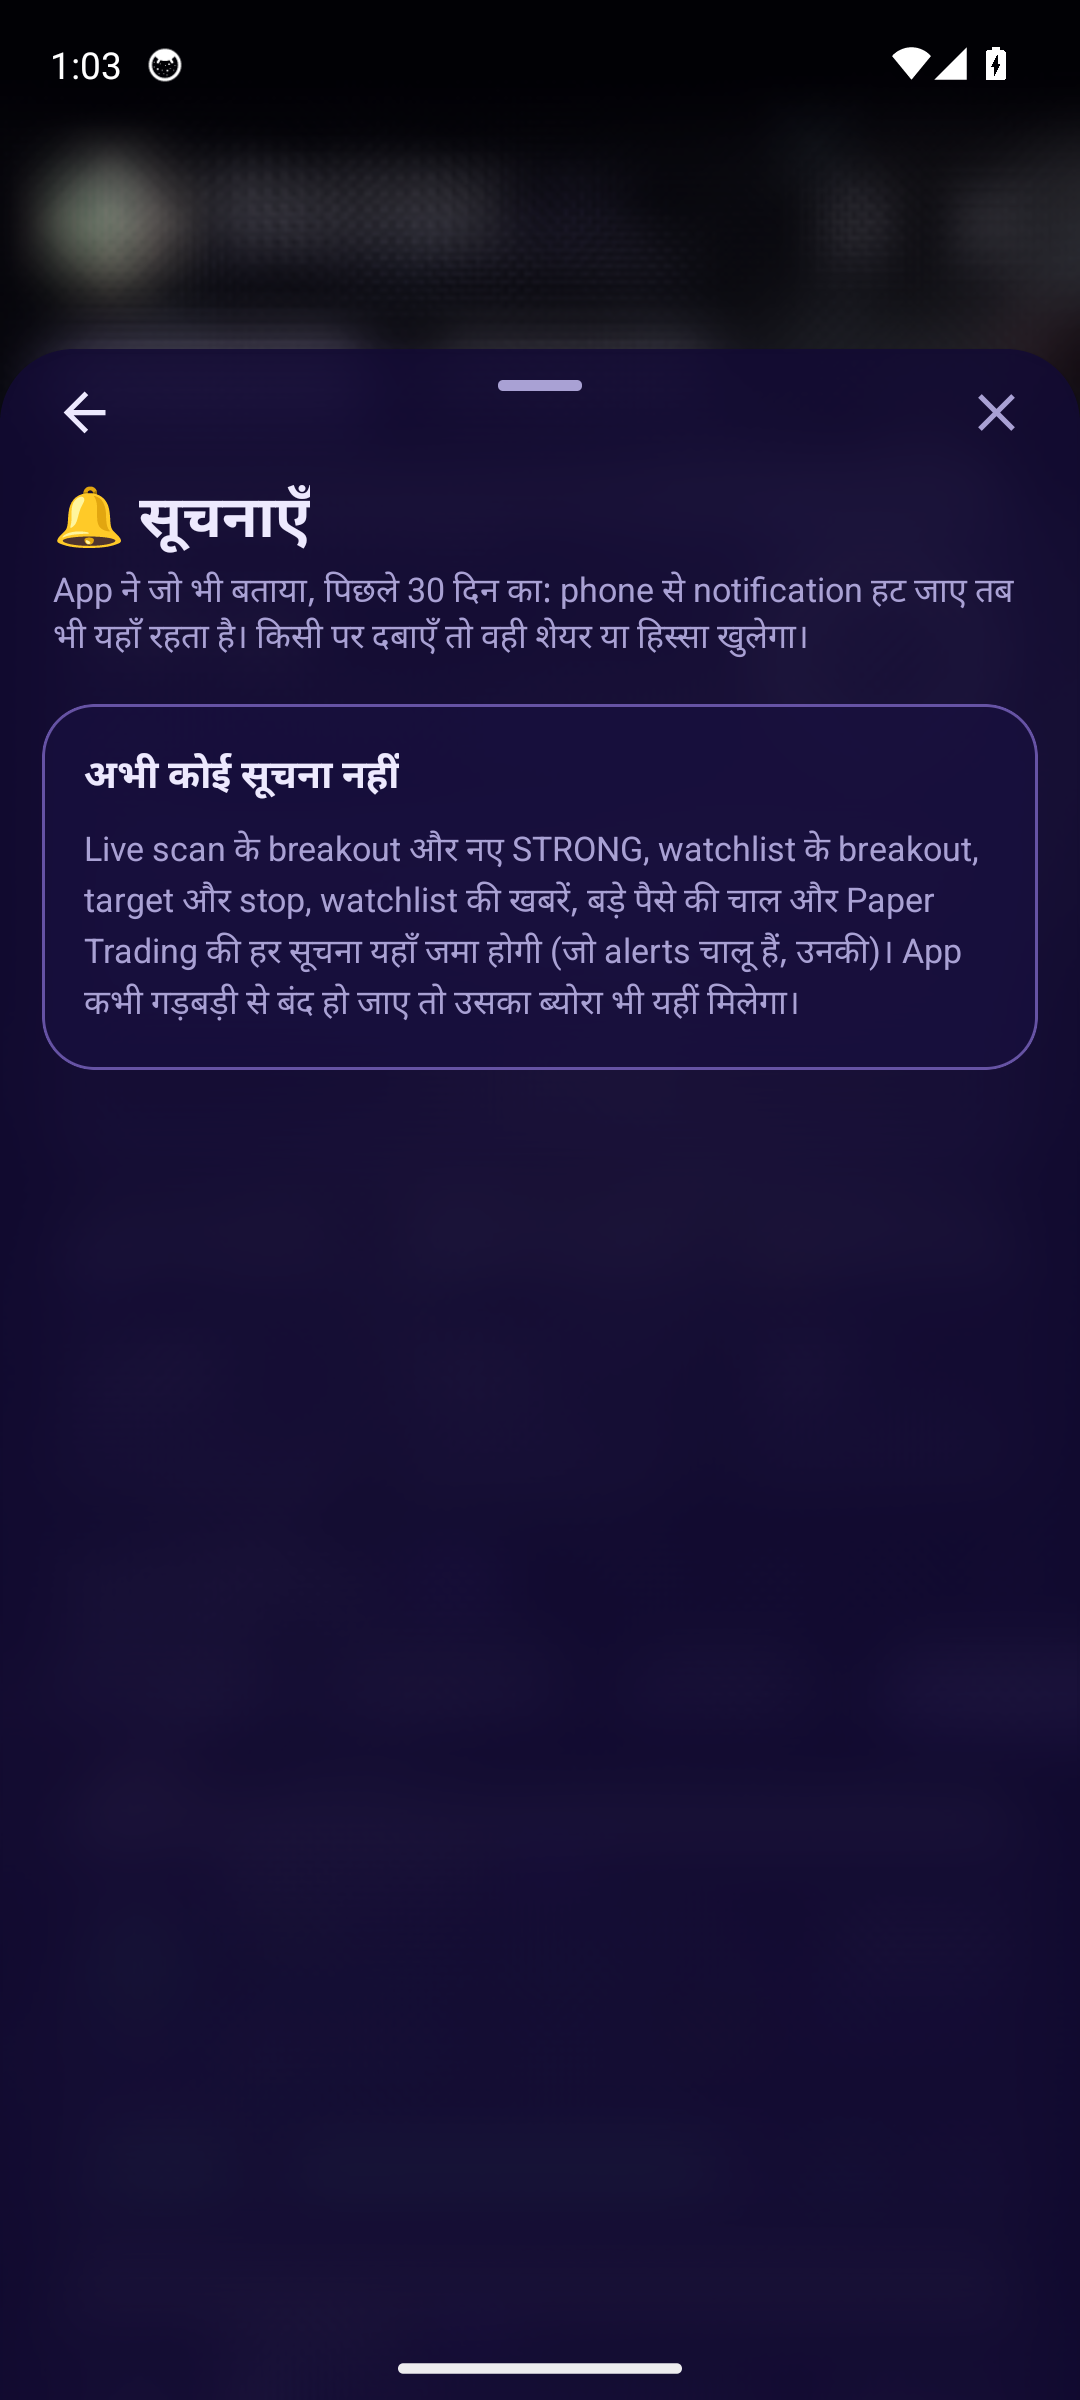 1:03
🔔 सूचनाएँ
App ने जो भी बताया, पिछले 30 दिन का: phone से notification हट जाए तब
भी यहाँ रहता है। किसी पर दबाएँ तो वही शेयर या हिस्सा खुलेगा।
अभी कोई सूचना नहीं
Live scan के breakout और नए STRONG, watchlist के breakout,
target और stop, watchlist की खबरें, बड़े पैसे की चाल और Paper
Trading की हर सूचना यहाँ जमा होगी (जो alerts चालू हैं, उनकी)। App
कभी गड़बड़ी से बंद हो जाए तो उसका ब्योरा भी यहीं मिलेगा।